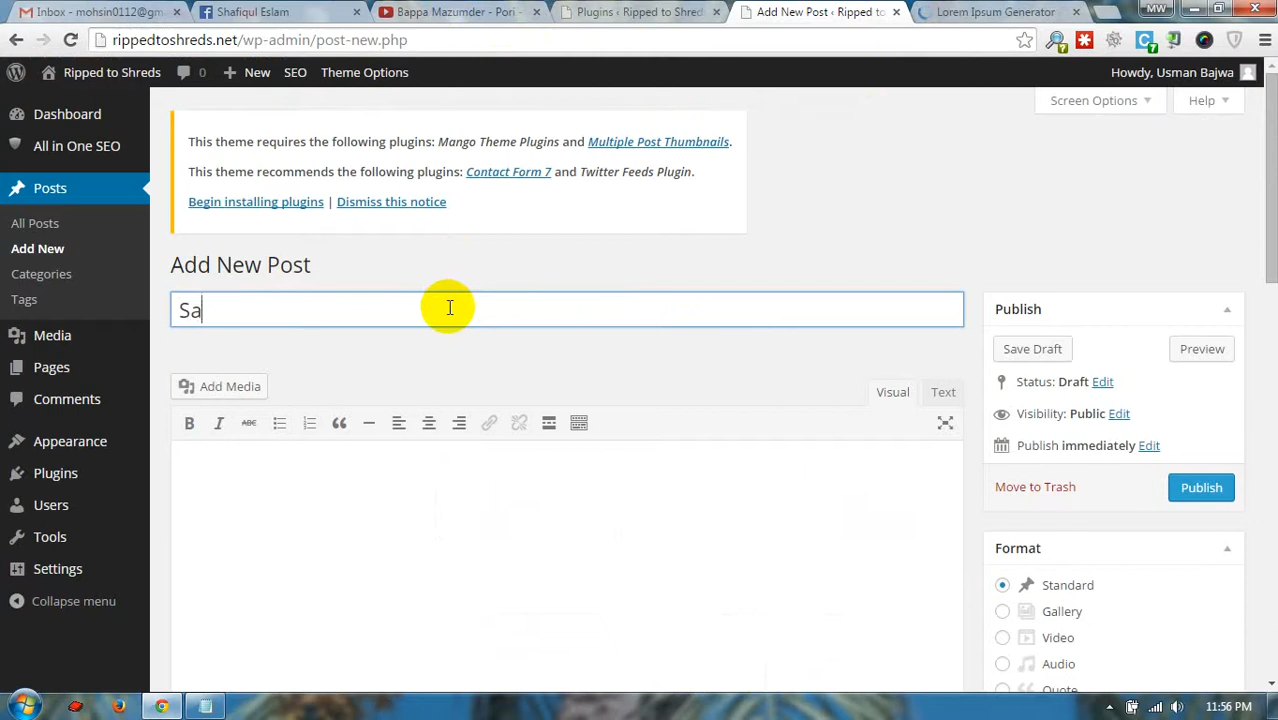 Inbox - mohsin0112@gm
Shafiqul Eslam
Bappa Mazumder - Pori -
Plugins ‹ Ripped to Shred
Add New Post ‹ Ripped to
Lorem Ipsum Generator
MW
rippedtoshreds.net/wp-admin/post-new.php
Ripped to Shreds
0
New
SEO
Theme Options
Howdy, Usman Bajwa
Screen Options
Help
Dashboard
All in One SEO
Posts
All Posts
Add New
Categories
Tags
Media
Pages
Comments
Appearance
Plugins
Users
Tools
Settings
Collapse menu
This theme requires the following plugins: Mango Theme Plugins and Multiple Post Thumbnails.
This theme recommends the following plugins: Contact Form 7 and Twitter Feeds Plugin.
Begin installing plugins | Dismiss this notice
Add New Post
Sa
Add Media
Visual
Text
B I ABC
Publish
Save Draft
Preview
Status: Draft Edit
Visibility: Public Edit
Publish immediately Edit
Move to Trash
Publish
Format
Standard
Gallery
Video
Audio
Quote
11:56 PM